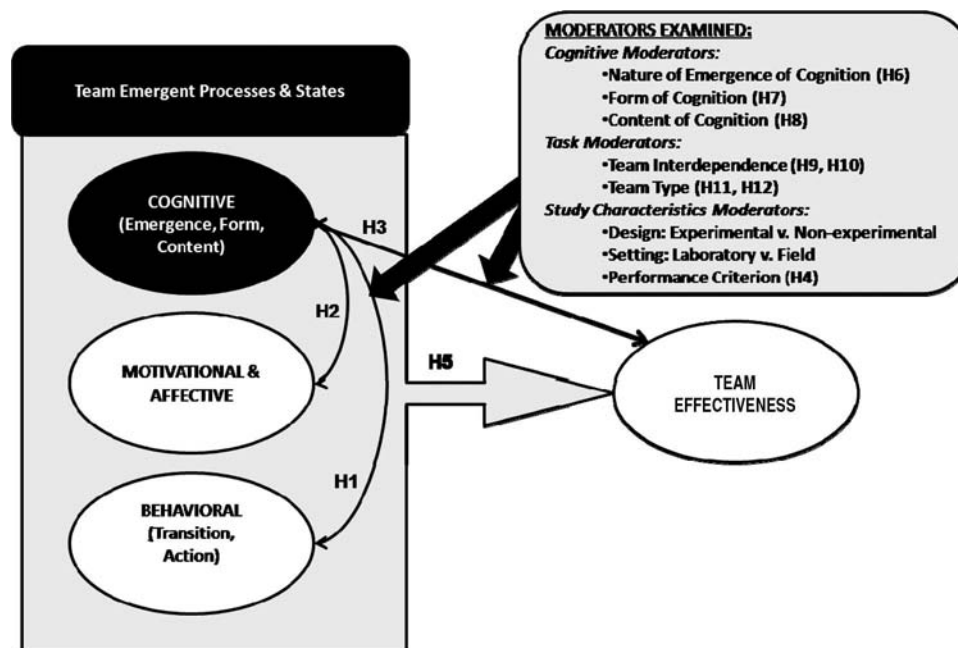 Team Emergent Processes & States
MODERATORS EXAMINED:
Cognitive Moderators:
•Nature of Emergence of Cognition (H6)
•Form of Cognition (H7)
•Content of Cognition (H8)
Task Moderators:
•Team Interdependence (H9, H10)
•Team Type (H11, H12)
Study Characteristics Moderators:
•Design: Experimental v. Non-experimental
•Setting: Laboratory v. Field
•Performance Criterion (H4)
COGNITIVE
(Emergence, Form,
Content)
H3
H2
MOTIVATIONAL &
AFFECTIVE
H5
TEAM
EFFECTIVENESS
H1
BEHAVIORAL
(Transition,
Action)